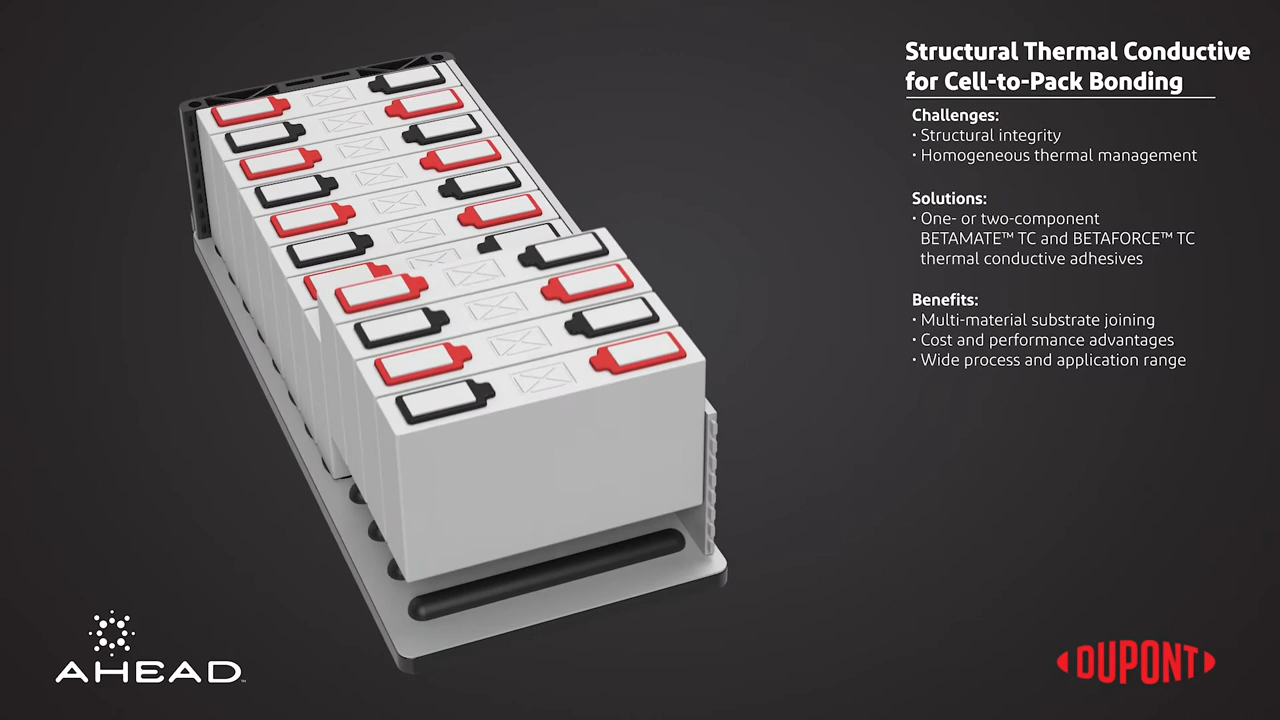 Structural Thermal Conductive
for Cell-to-Pack Bonding
Challenges:
· Structural integrity
· Homogeneous thermal management
Solutions:
· One- or two-component
BETAMATE™ TC and BETAFORCE™ TC
thermal conductive adhesives
Benefits:
· Multi-material substrate joining
· Cost and performance advantages
· Wide process and application range
AHEAD™
DUPONT